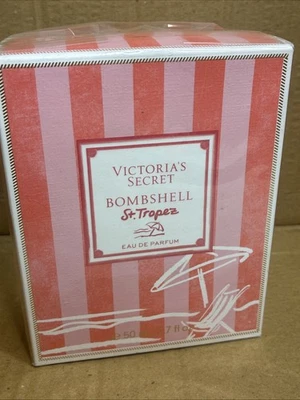 VICTORIA'S
SECRET
BOMBSHELL
St. Tropez
EAU DE PARFUM